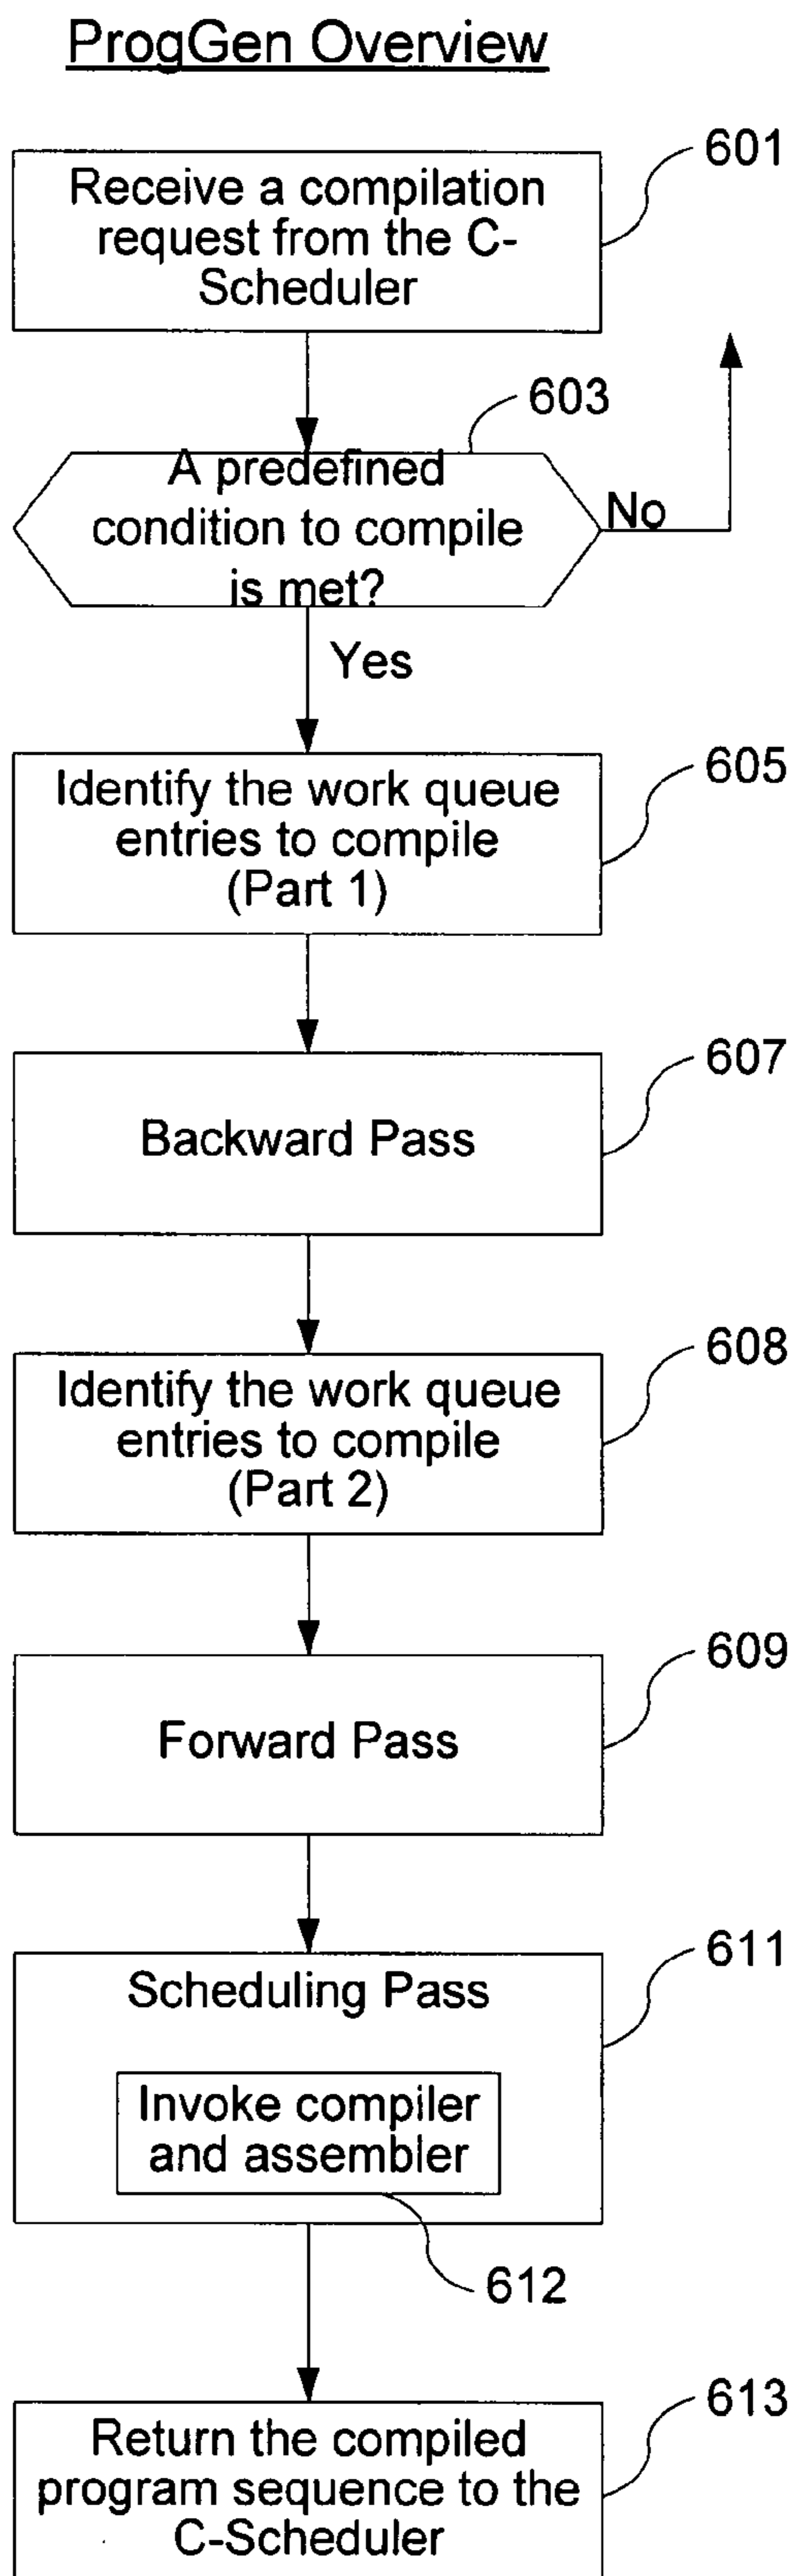 ProgGen Overview
601
Receive a compilation
request from the C-
Scheduler
603
A predefined
condition to compile
is met?
No
Yes
605
Identify the work queue
entries to compile
(Part 1)
607
Backward Pass
608
Identify the work queue
entries to compile
(Part 2)
609
Forward Pass
611
Scheduling Pass
Invoke compiler
and assembler
612
613
Return the compiled
program sequence to the
C-Scheduler